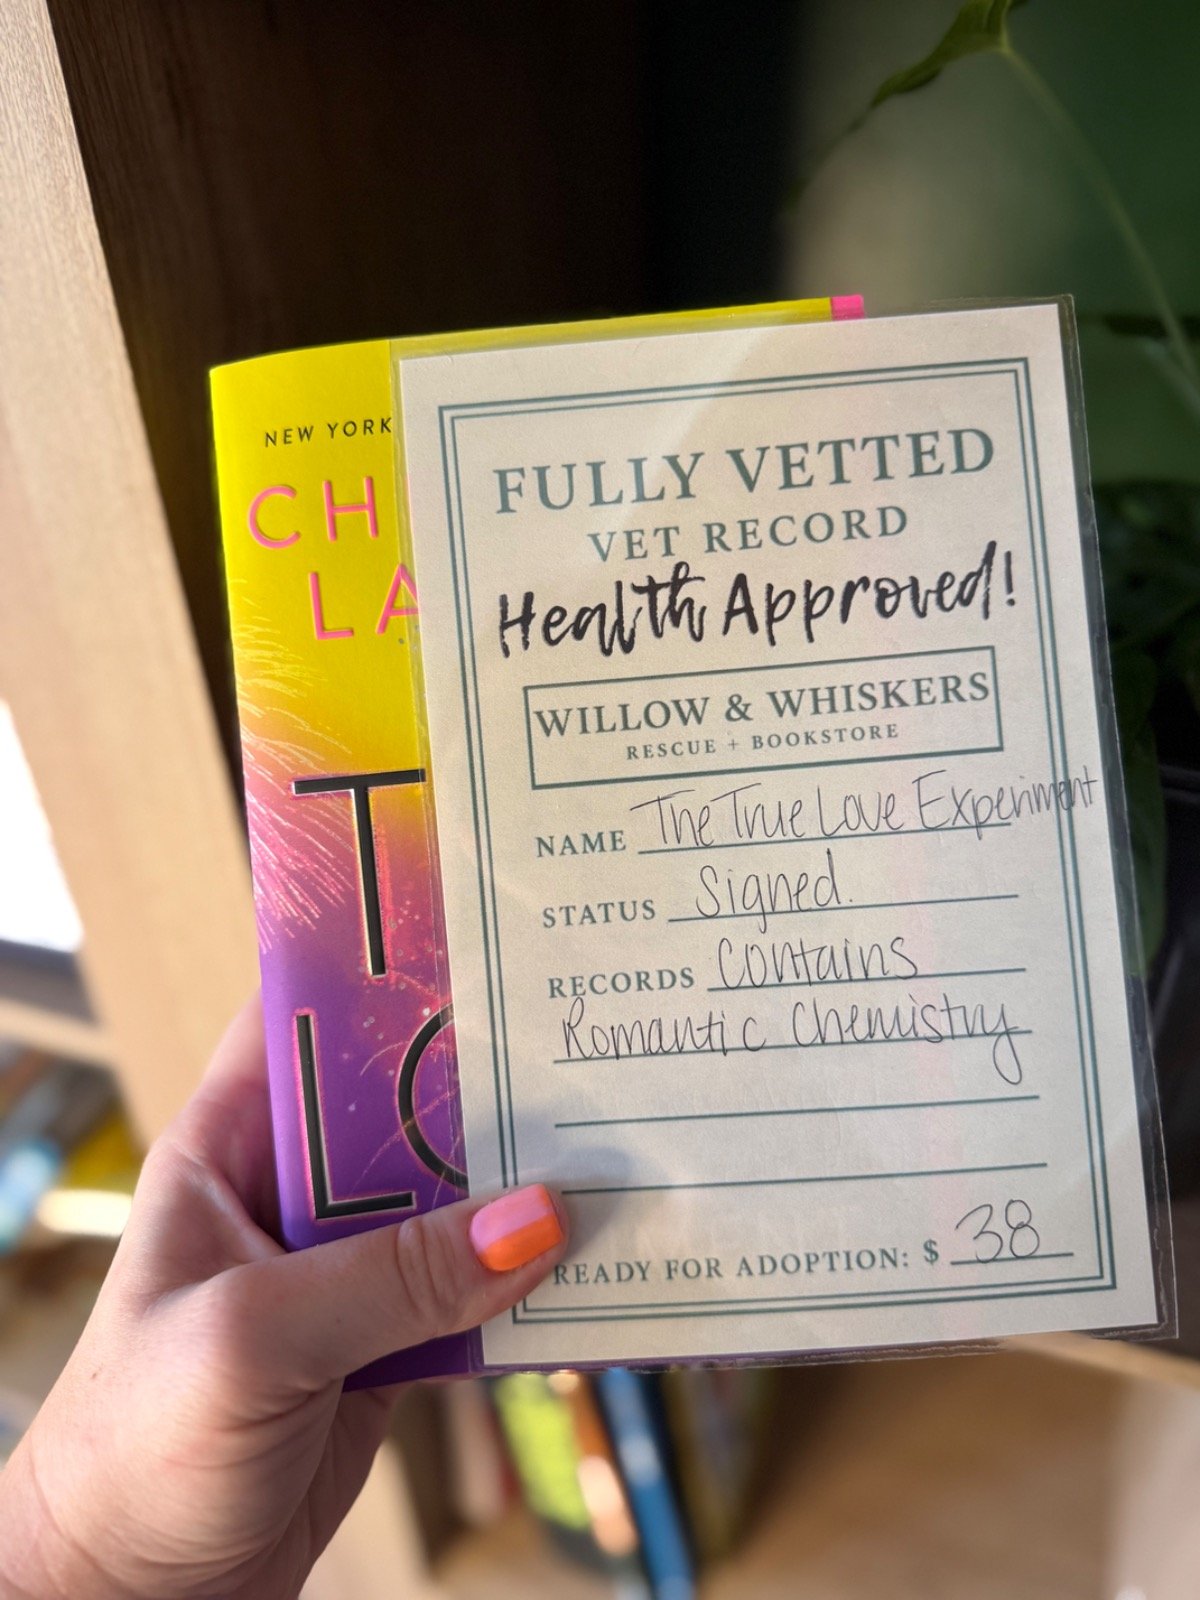 NEW YORK
CH
LA
T
LO
FULLY VETTED
VET RECORD
Health Approved!
WILLOW & WHISKERS
RESCUE + BOOKSTORE
NAME The True Love Experiment
STATUS Signed.
RECORDS Contains
Romantic Chemistry
READY FOR ADOPTION: $ 38